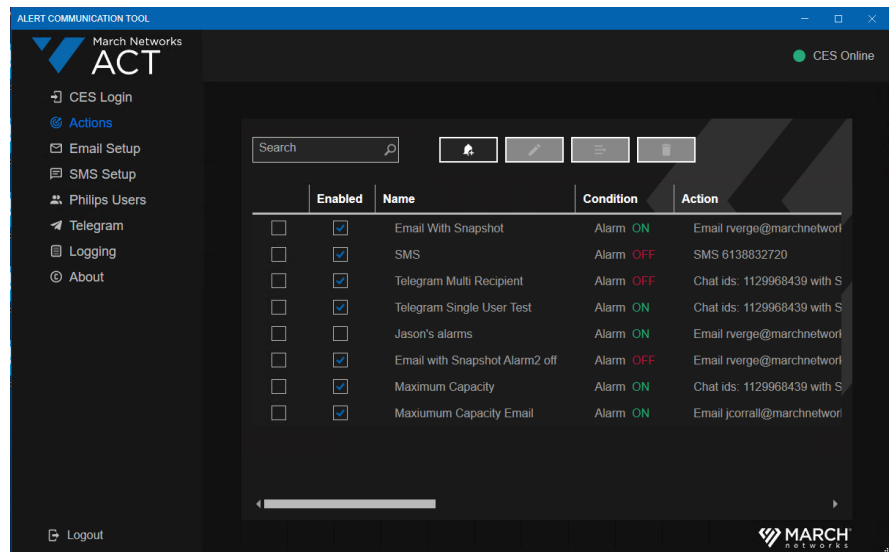 ALERT COMMUNICATION TOOL
March Networks
ACT
CES Online
CES Login
Actions
Email Setup
SMS Setup
Philips Users
Telegram
Logging
About
Logout
Search
Enabled Name Condition Action
Email With Snapshot Alarm ON Email rverge@marchnetwork
SMS Alarm OFF SMS 6138832720
Telegram Multi Recipient Alarm OFF Chat ids: 1129968439 with S
Telegram Single User Test Alarm ON Chat ids: 1129968439 with S
Jason's alarms Alarm ON Email rverge@marchnetwork
Email with Snapshot Alarm2 off Alarm OFF Email rverge@marchnetwork
Maximum Capacity Alarm ON Chat ids: 1129968439 with S
Maxiumum Capacity Email Alarm ON Email jcorrall@marchnetworl
MARCH
networks